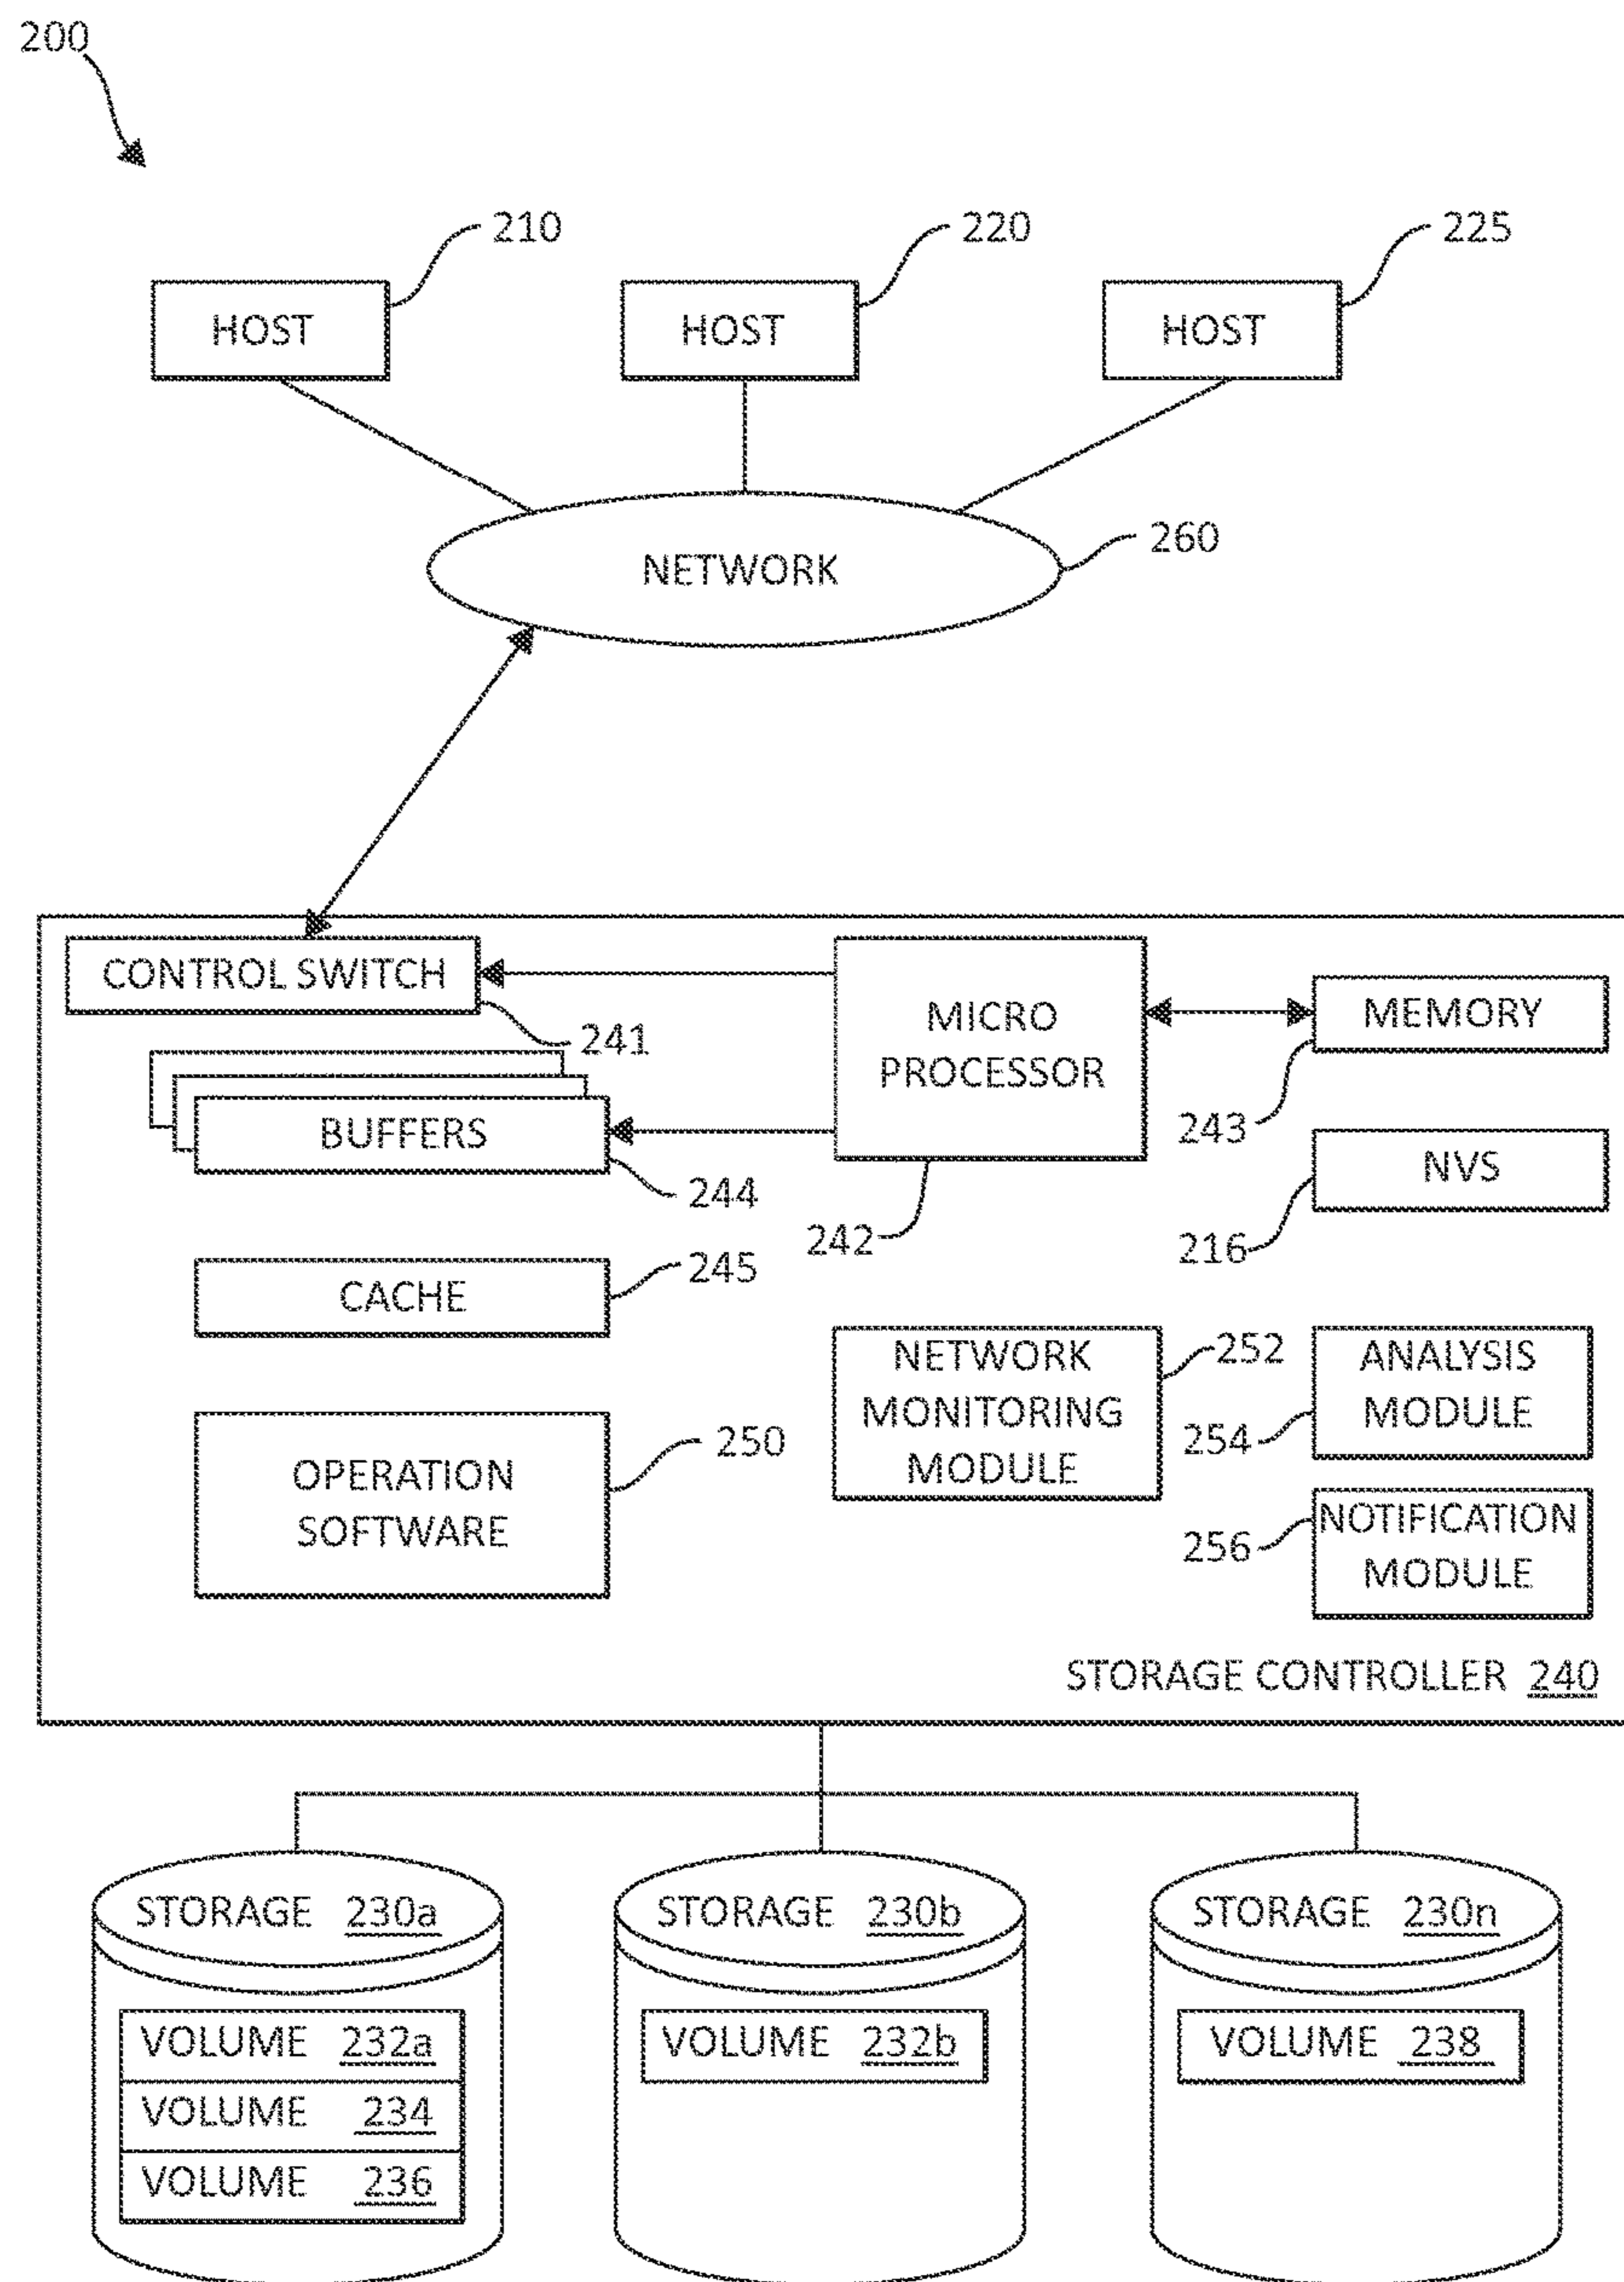 200
210
220
225
HOST
HOST
HOST
260
NETWORK
CONTROL SWITCH
241
MICRO
PROCESSOR
242
MEMORY
243
BUFFERS
244
NVS
216
CACHE
245
NETWORK
MONITORING
MODULE
252
ANALYSIS
MODULE
254
OPERATION
SOFTWARE
250
NOTIFICATION
MODULE
256
STORAGE CONTROLLER 240
STORAGE 230a
STORAGE 230b
STORAGE 230n
VOLUME 232a
VOLUME 234
VOLUME 236
VOLUME 232b
VOLUME 238